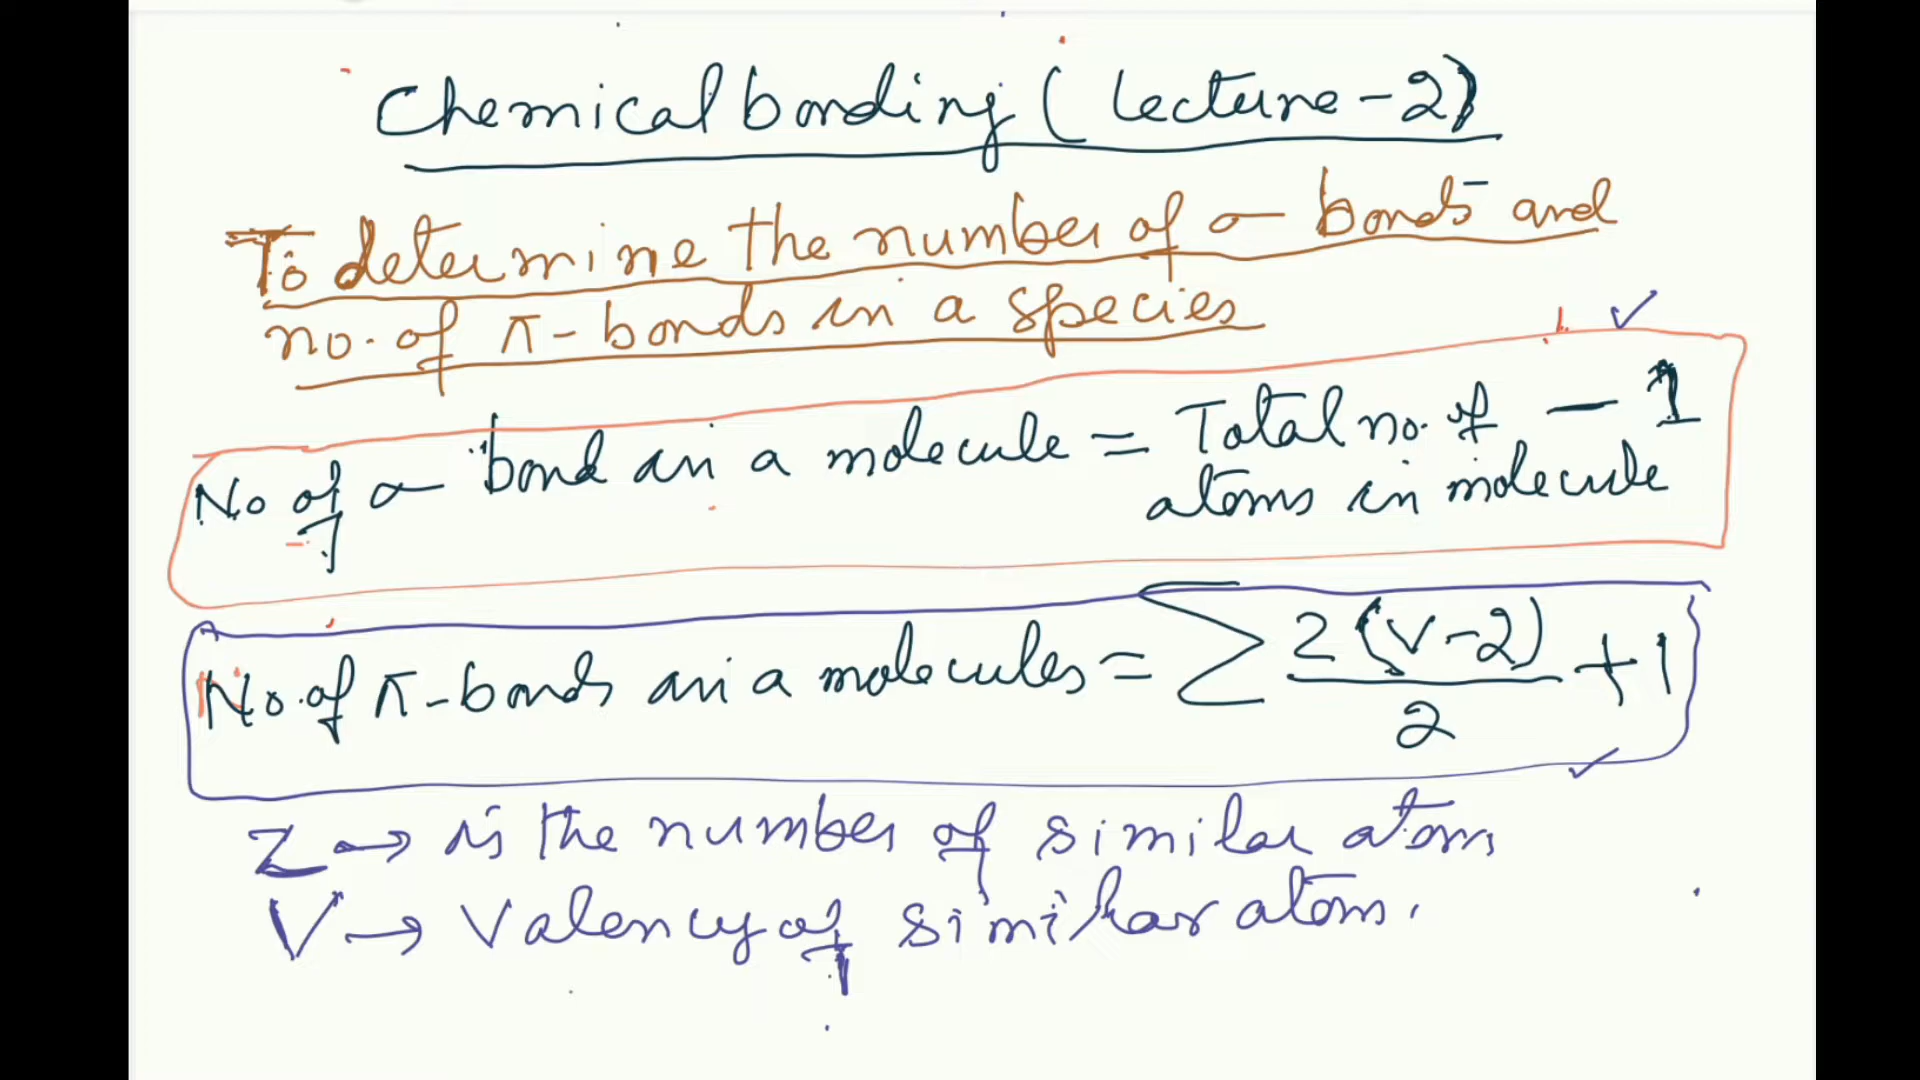 Chemical bonding (Lecture-2)
To determine the number of σ- bonds and
no. of π-bonds in a species
No of σ- bond in a molecule = Total no. of - 1
atoms in molecule
No. of π-bonds in a molecules = Σ Z(V-2)/2 + 1
Z → is the number of similar atom
V → Valency of similar atom.